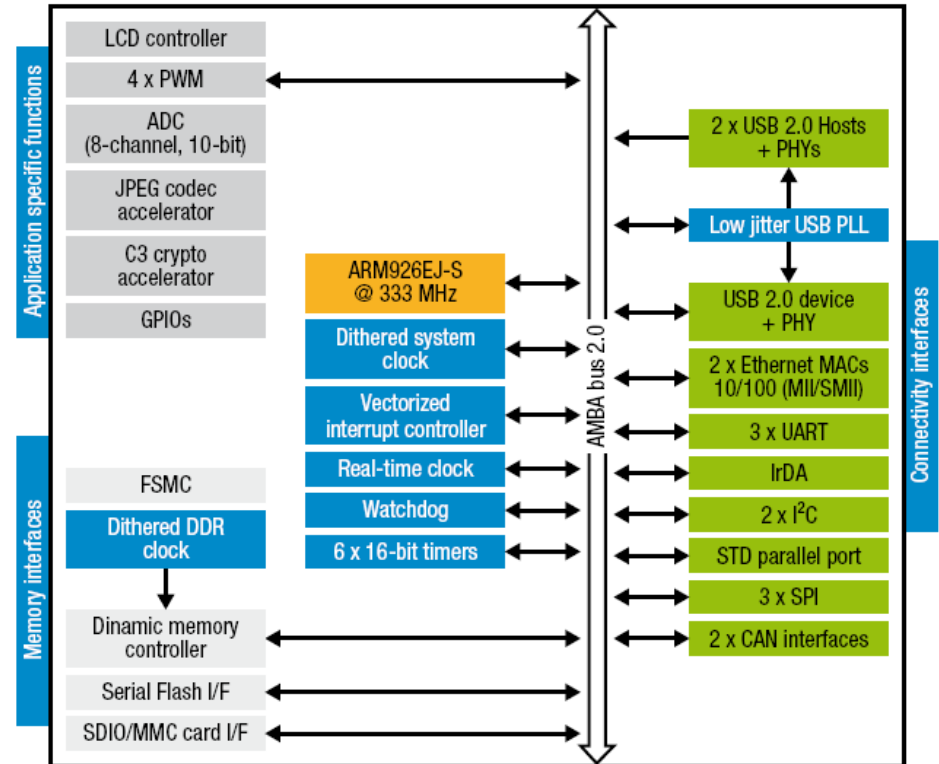 Application specific functions
LCD controller
4 x PWM
ADC
(8-channel, 10-bit)
JPEG codec
accelerator
C3 crypto
accelerator
GPIOs
Memory interfaces
FSMC
Dithered DDR
clock
Dinamic memory
controller
Serial Flash I/F
SDIO/MMC card I/F
ARM926EJ-S
@ 333 MHz
Dithered system
clock
Vectorized
interrupt controller
Real-time clock
Watchdog
6 x 16-bit timers
AMBA bus 2.0
2 x USB 2.0 Hosts
+ PHYs
Low jitter USB PLL
USB 2.0 device
+ PHY
2 x Ethernet MACs
10/100 (MII/SMII)
3 x UART
IrDA
2 x I²C
STD parallel port
3 x SPI
2 x CAN interfaces
Connectivity interfaces